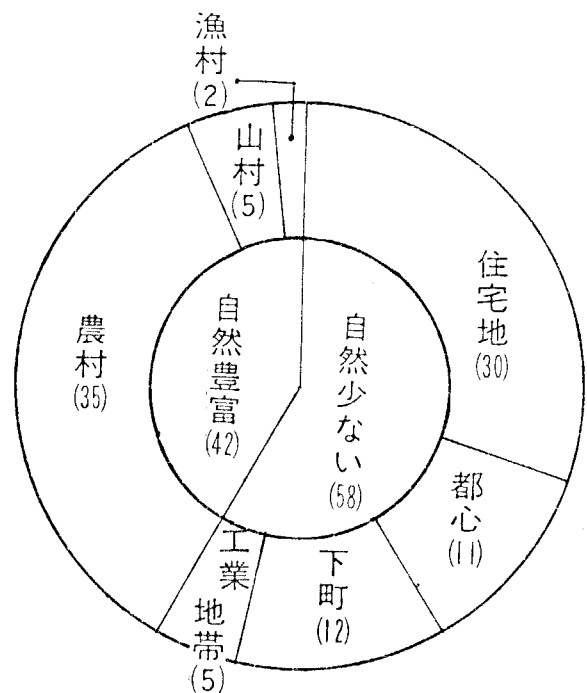 漁村
(2)
山村
(5)
住宅地
(30)
農村
(35)
自然豊富
(42)
自然少ない
(58)
都心
(11)
下町
(12)
工業
地帯
(5)